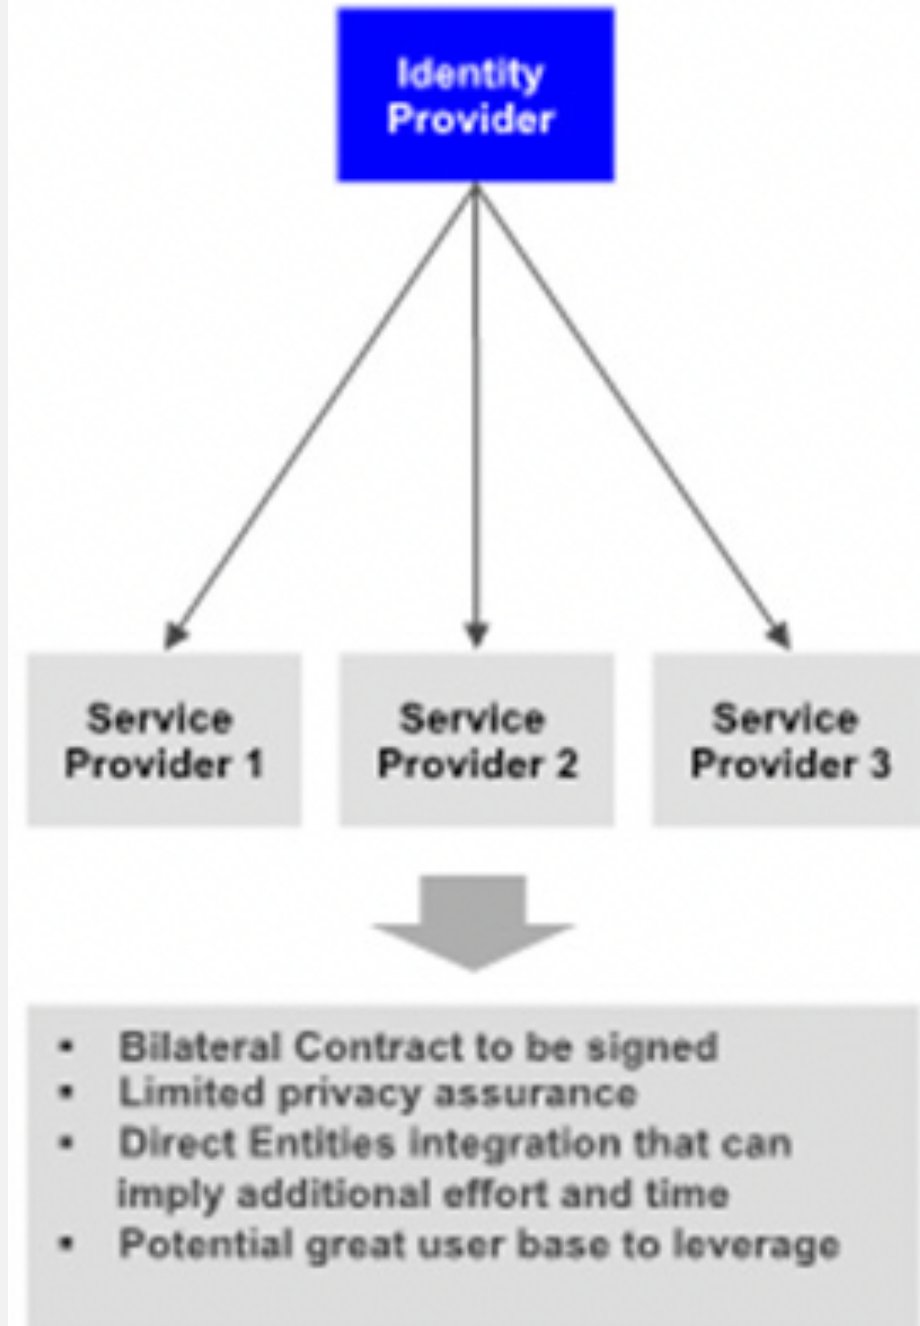 Identity
Provider
Service
Provider 1
Service
Provider 2
Service
Provider 3
▪ Bilateral Contract to be signed
▪ Limited privacy assurance
▪ Direct Entities integration that can
imply additional effort and time
▪ Potential great user base to leverage